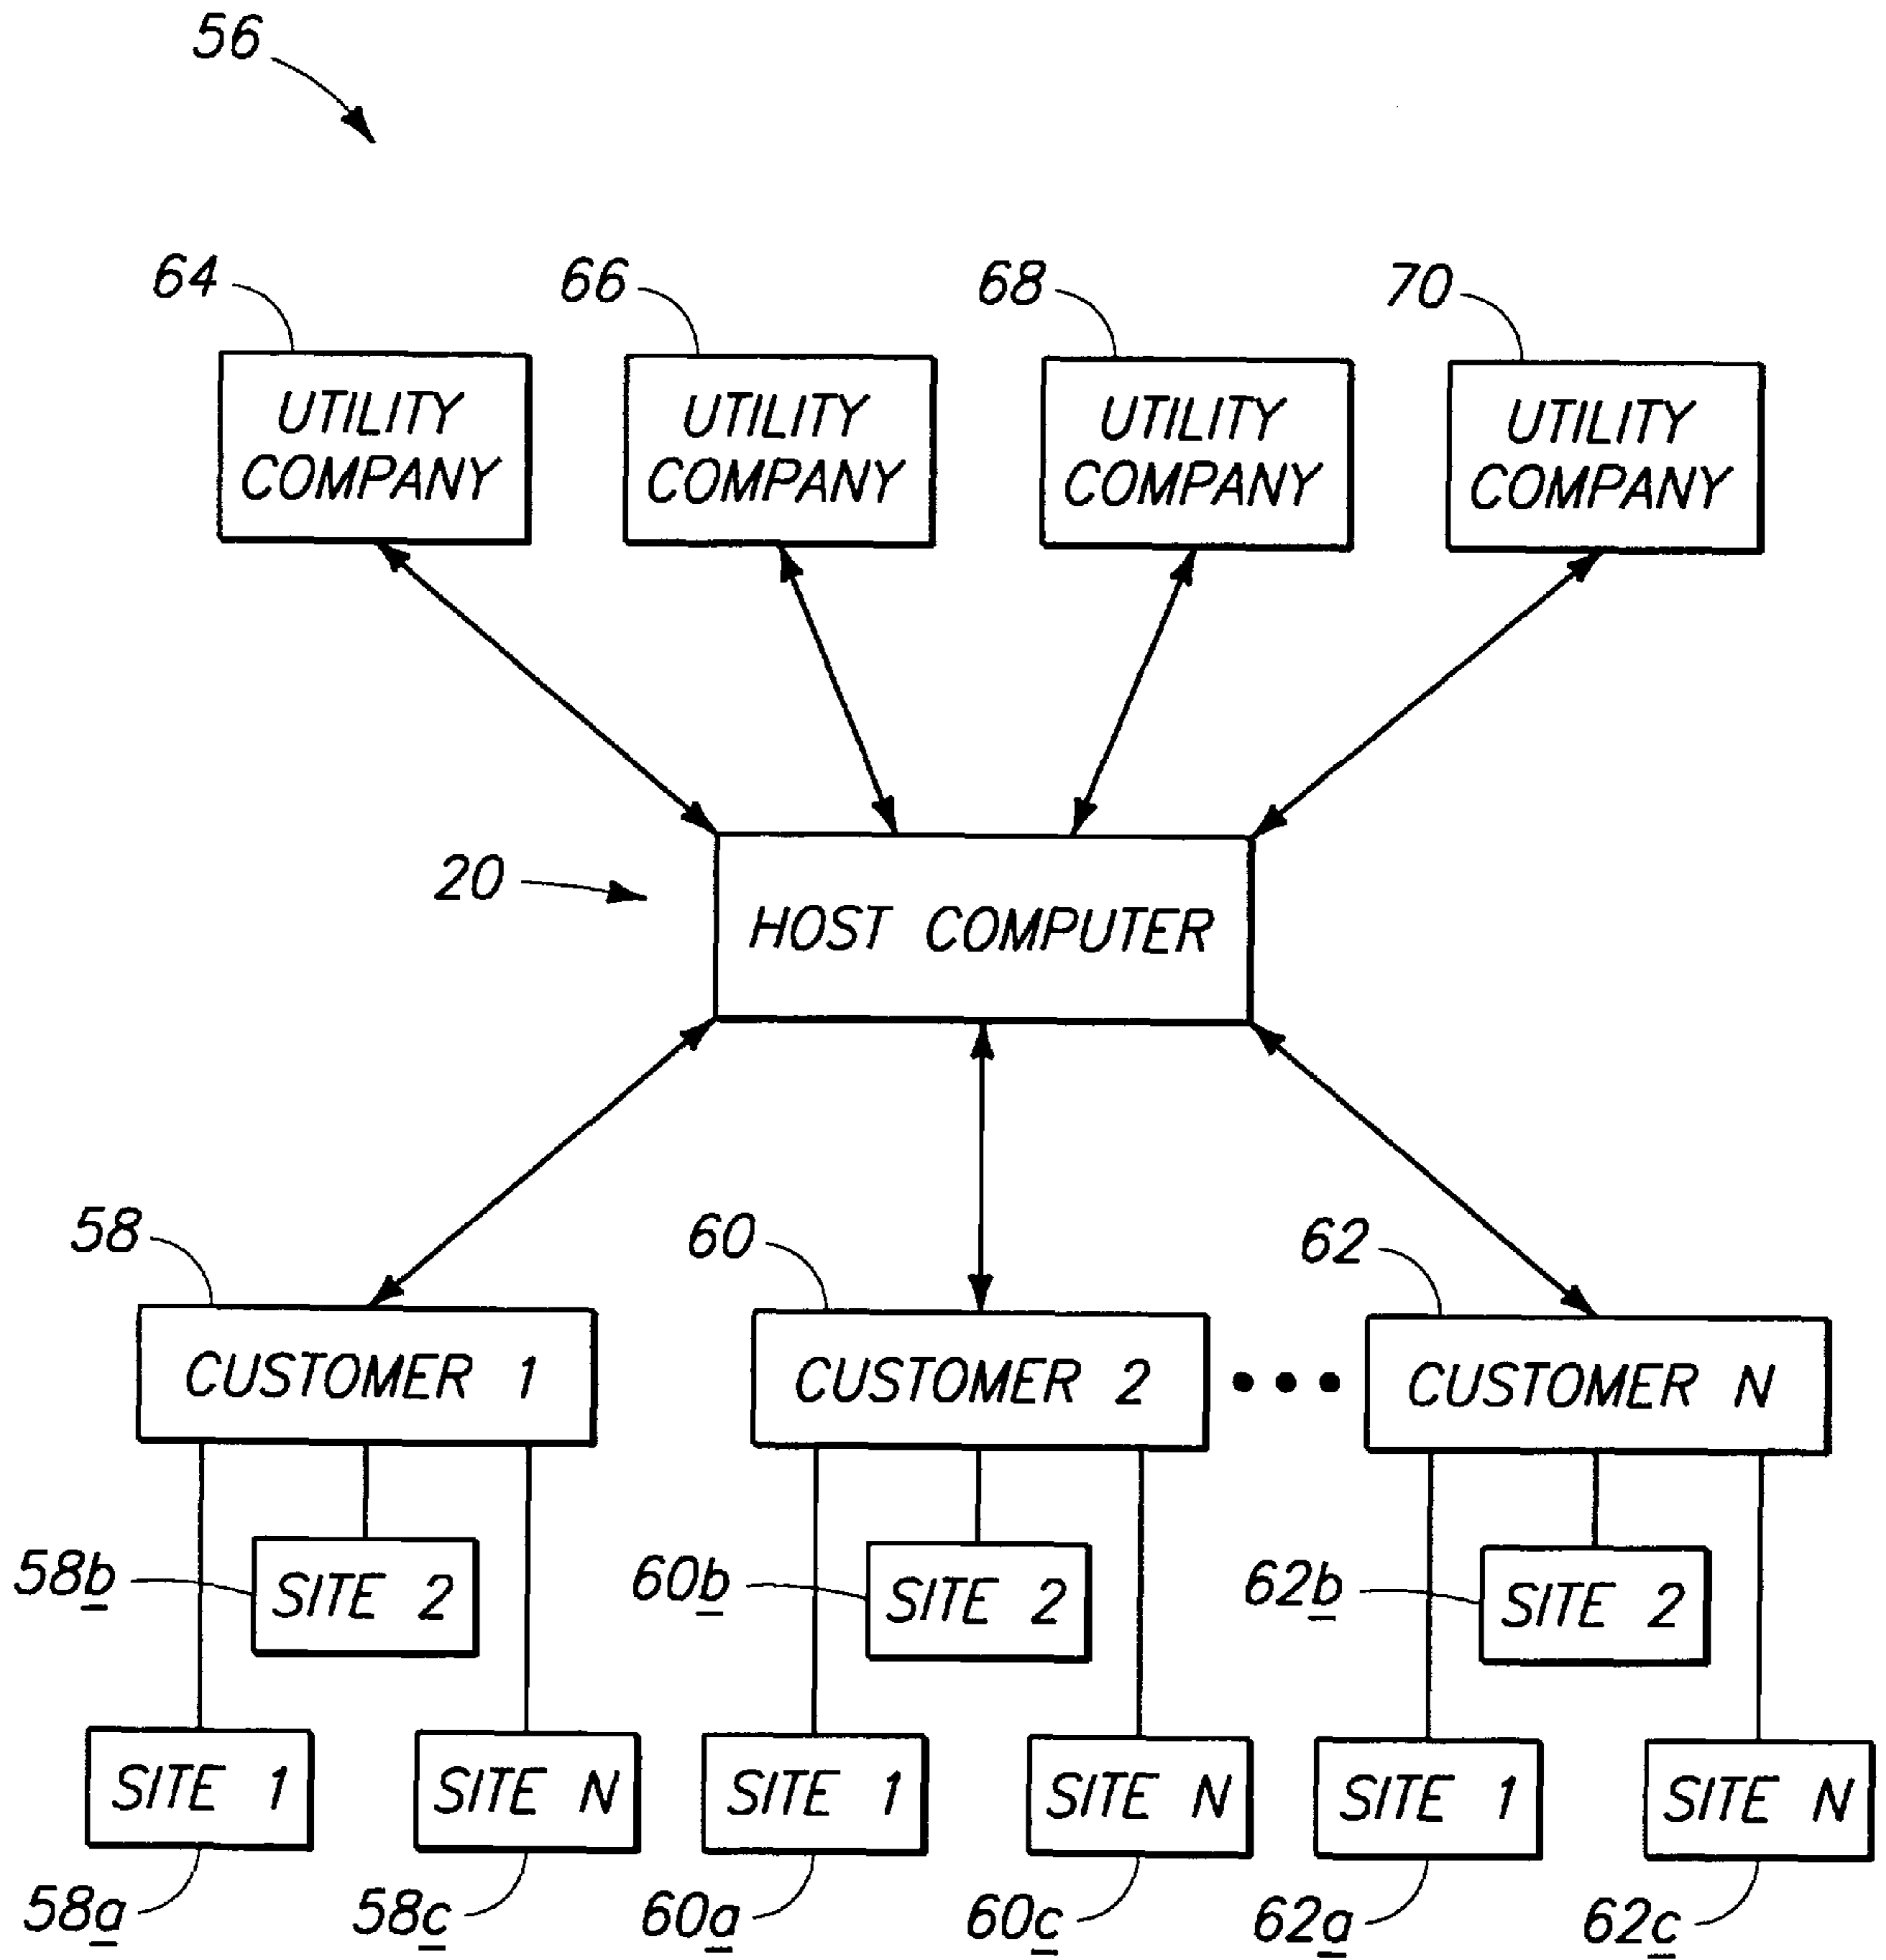 56
64
66
68
70
UTILITY
COMPANY
UTILITY
COMPANY
UTILITY
COMPANY
UTILITY
COMPANY
20
HOST COMPUTER
58
60
62
CUSTOMER 1
CUSTOMER 2
CUSTOMER N
58b
SITE 2
60b
SITE 2
62b
SITE 2
SITE 1
SITE N
SITE 1
SITE N
SITE 1
SITE N
58a
58c
60a
60c
62a
62c